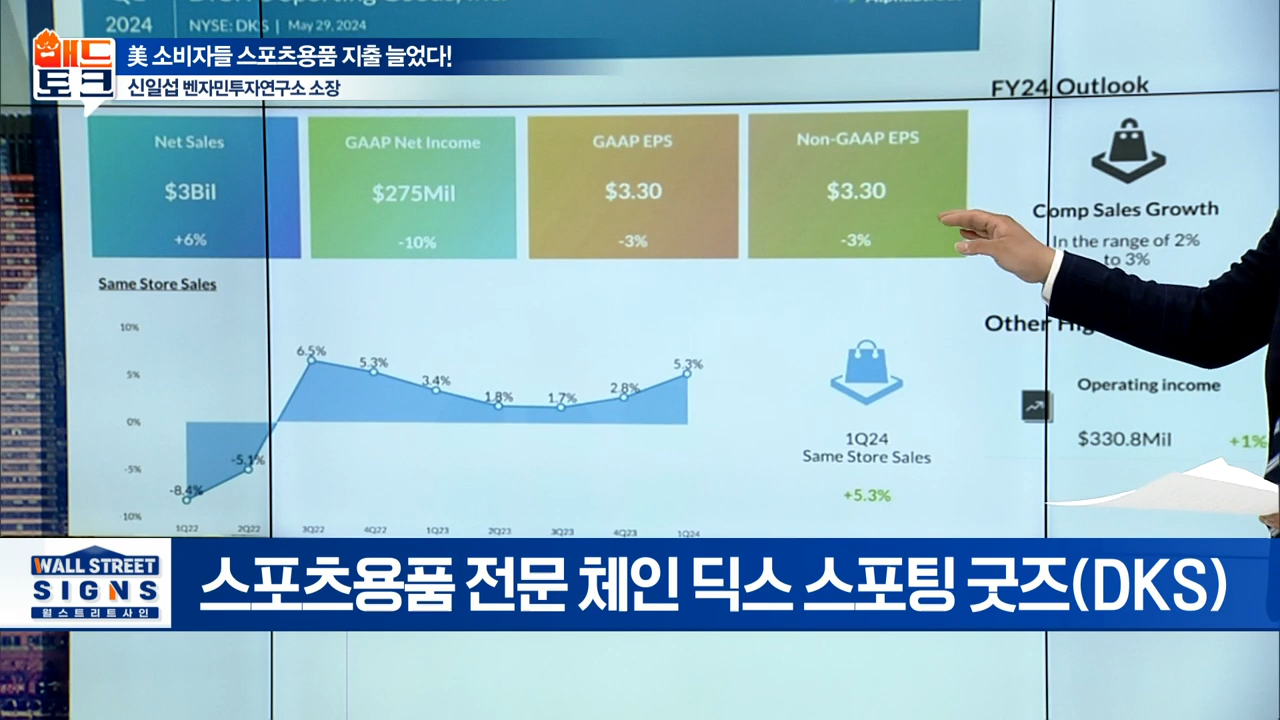 2024
NYSE: DKS | May 29, 2024
매드
토크
美 소비자들 스포츠용품 지출 늘었다!
신일섭 벤자민투자연구소 소장
FY24 Outlook
Net Sales
$3Bil
+6%
GAAP Net Income
$275Mil
-10%
GAAP EPS
$3.30
-3%
Non-GAAP EPS
$3.30
-3%
Comp Sales Growth
In the range of 2%
to 3%
Same Store Sales
10%
5%
0%
-5%
10%
-8.4%
-5.1%
6.5%
5.3%
3.4%
1.8%
1.7%
2.8%
5.3%
1Q22
2Q22
3Q22
4Q22
1Q23
2Q23
3Q23
4Q23
1Q24
1Q24
Same Store Sales
+5.3%
Other
Operating income
$330.8Mil
+1%
WALL STREET
SIGNS
월스트리트사인
스포츠용품 전문 체인 딕스 스포팅 굿즈(DKS)